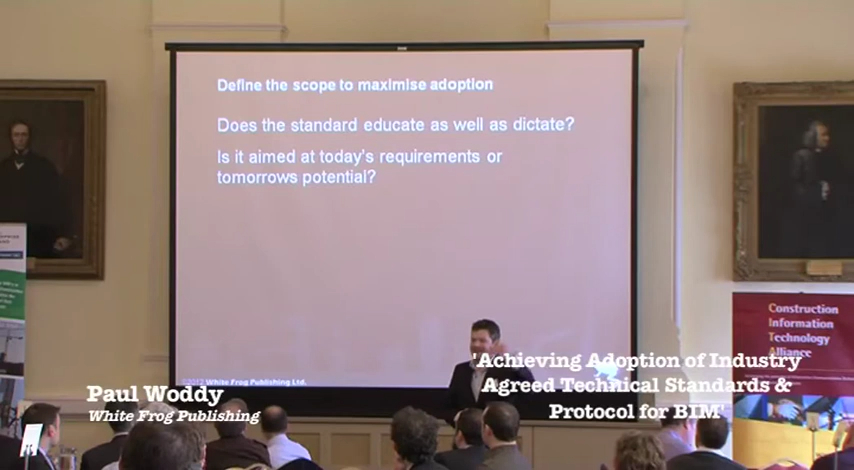 Define the scope to maximise adoption
Does the standard educate as well as dictate?
Is it aimed at today's requirements or
tomorrows potential?
©2012 White Frog Publishing Ltd.
Construction
Information
Technology
Alliance
Paul Woddy
White Frog Publishing
'Achieving Adoption of Industry
Agreed Technical Standards &
Protocol for BIM'